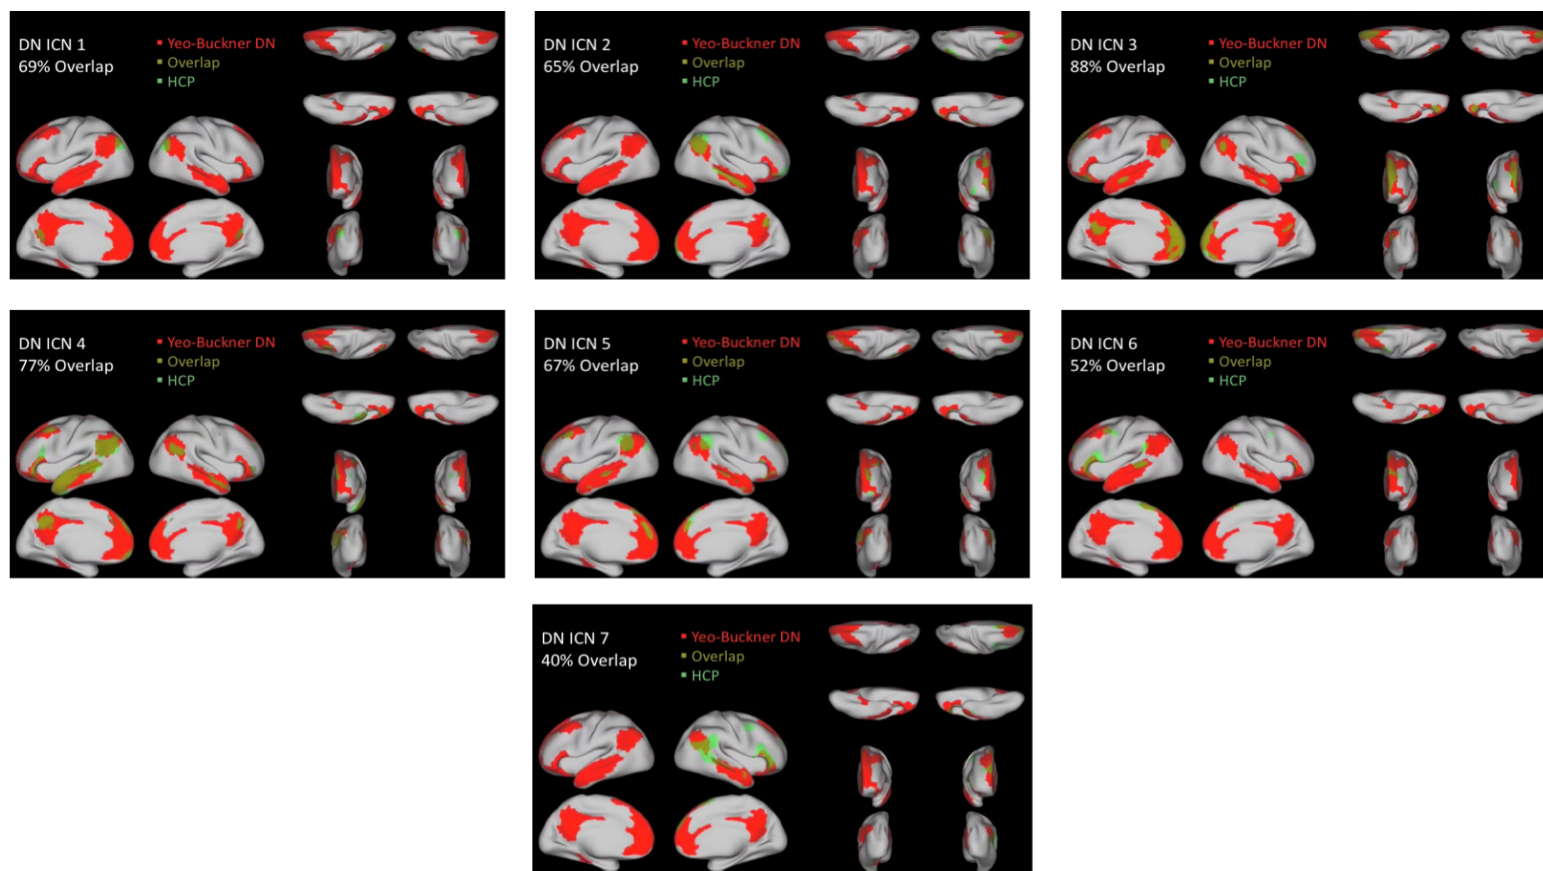 DN ICN 1
69% Overlap
Yeo-Buckner DN
Overlap
HCP
DN ICN 2
65% Overlap
Yeo-Buckner DN
Overlap
HCP
DN ICN 3
88% Overlap
Yeo-Buckner DN
Overlap
HCP
DN ICN 4
77% Overlap
Yeo-Buckner DN
Overlap
HCP
DN ICN 5
67% Overlap
Yeo-Buckner DN
Overlap
HCP
DN ICN 6
52% Overlap
Yeo-Buckner DN
Overlap
HCP
DN ICN 7
40% Overlap
Yeo-Buckner DN
Overlap
HCP